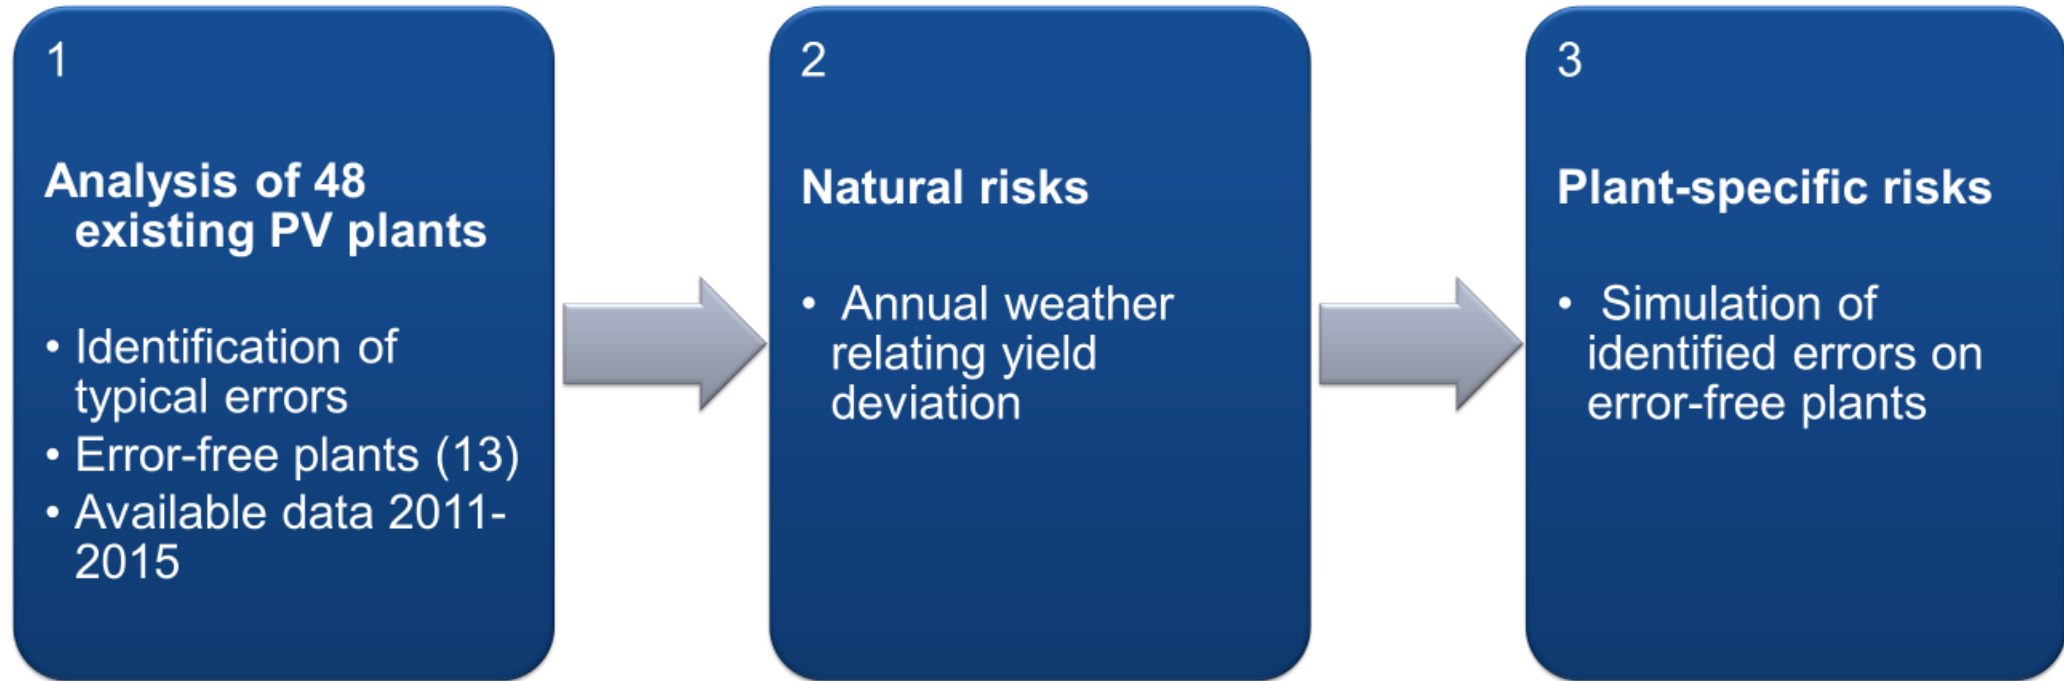 1
Analysis of 48
existing PV plants
• Identification of
typical errors
• Error-free plants (13)
• Available data 2011-
2015
2
Natural risks
• Annual weather
relating yield
deviation
3
Plant-specific risks
• Simulation of
identified errors on
error-free plants